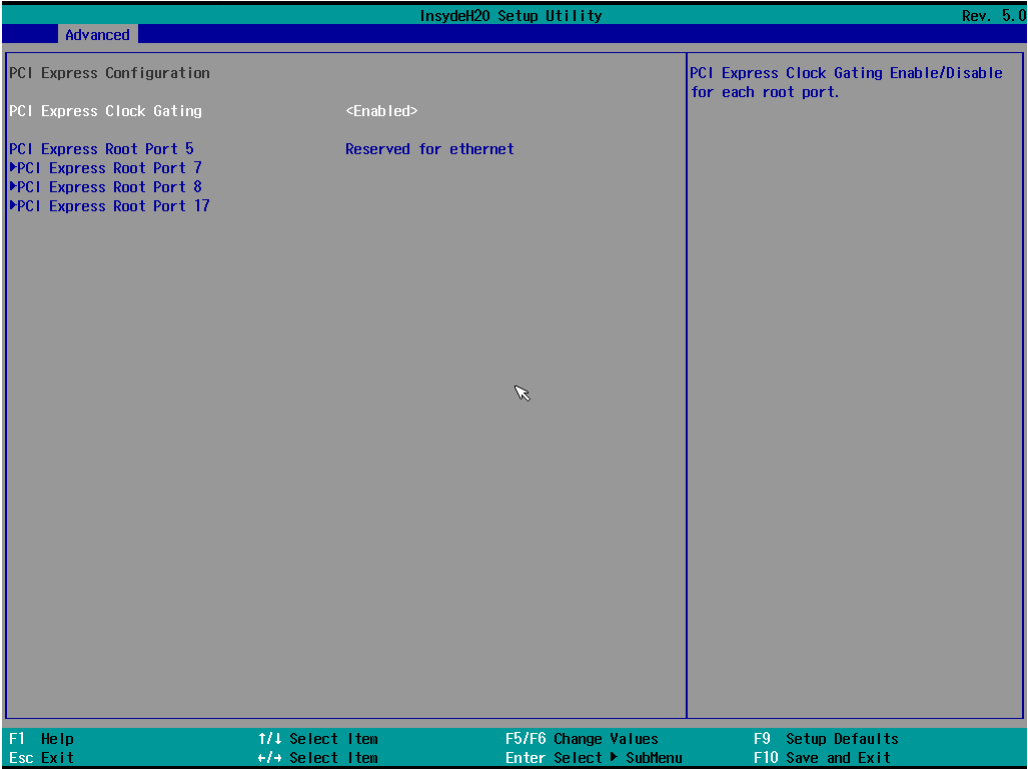 InsydeH2O Setup Utility Rev. 5.0
Advanced
PCI Express Configuration
PCI Express Clock Gating <Enabled>
PCI Express Root Port 5 Reserved for ethernet
▶PCI Express Root Port 7
▶PCI Express Root Port 8
▶PCI Express Root Port 17
PCI Express Clock Gating Enable/Disable
for each root port.
F1 Help ↑/↓ Select Item F5/F6 Change Values F9 Setup Defaults
Esc Exit ←/→ Select Item Enter Select ▶ SubMenu F10 Save and Exit